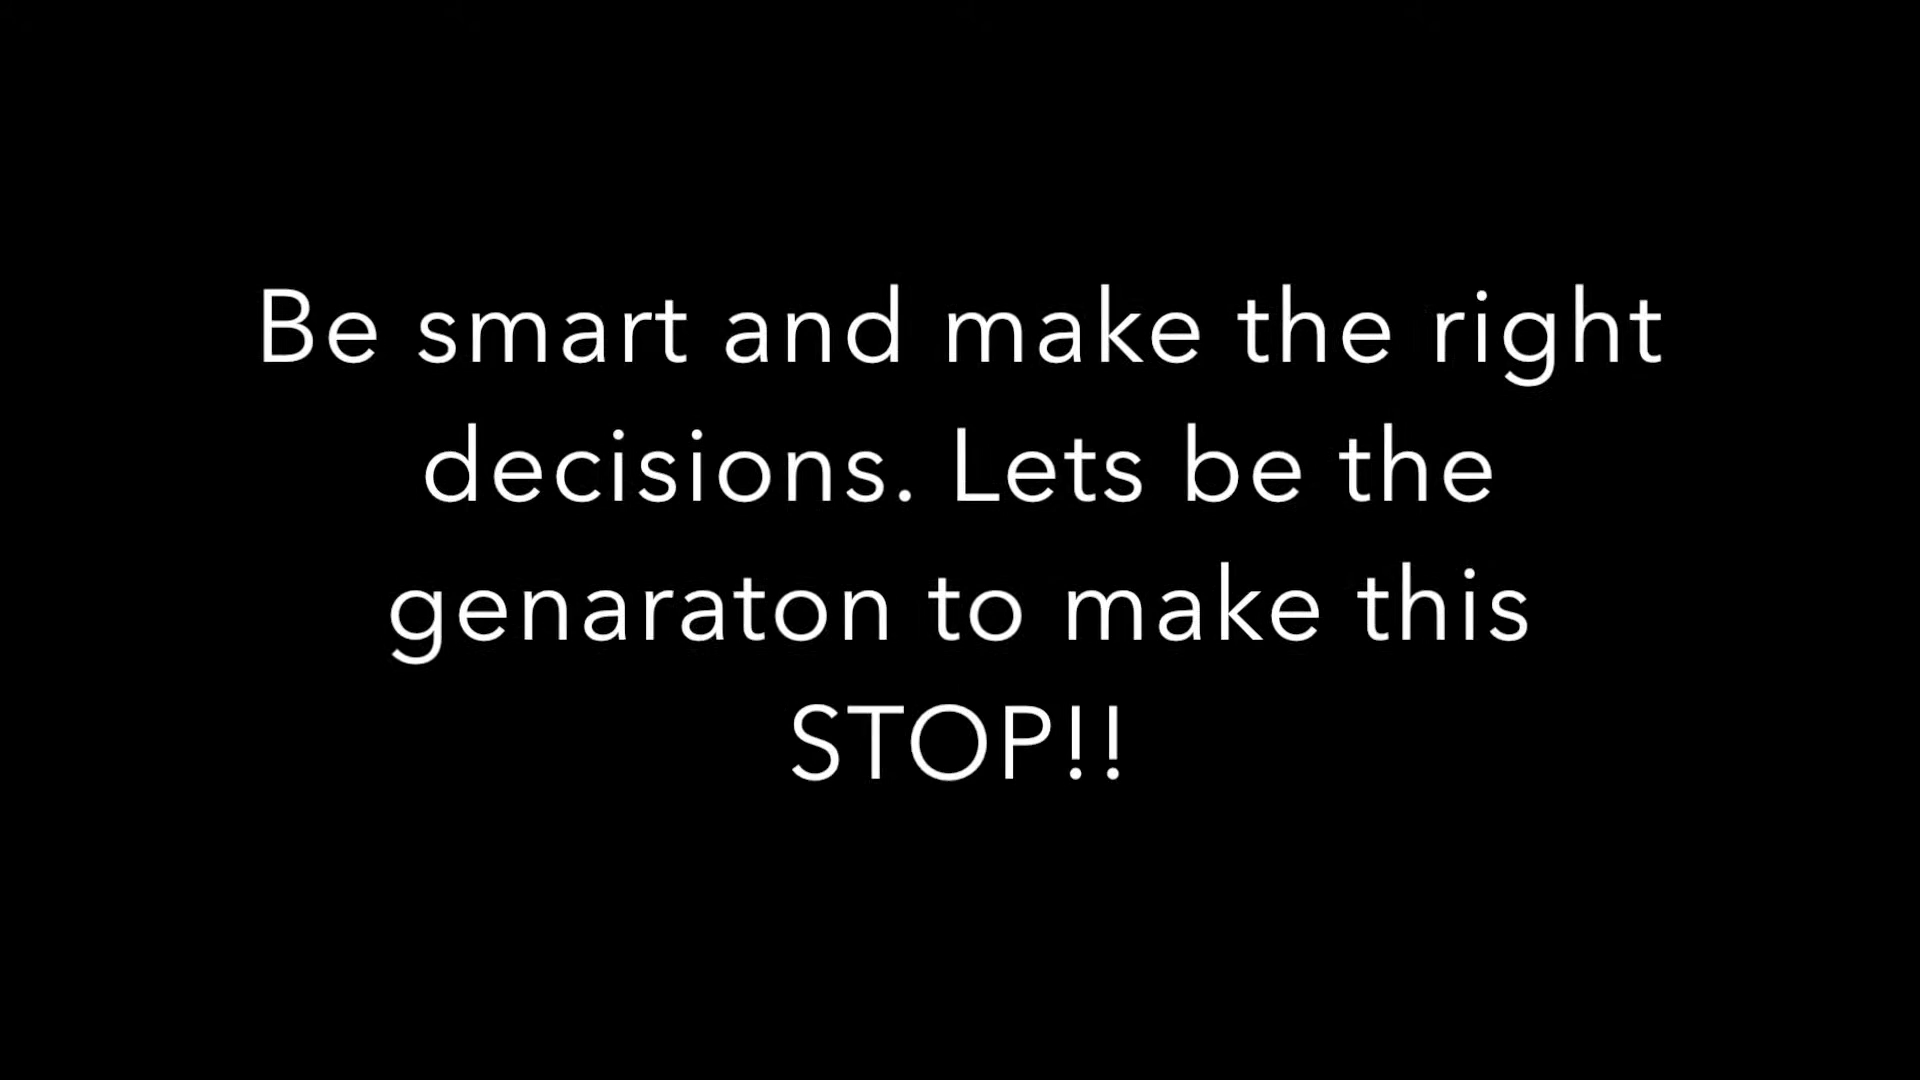 Be smart and make the right
decisions. Lets be the
genaraton to make this
STOP!!